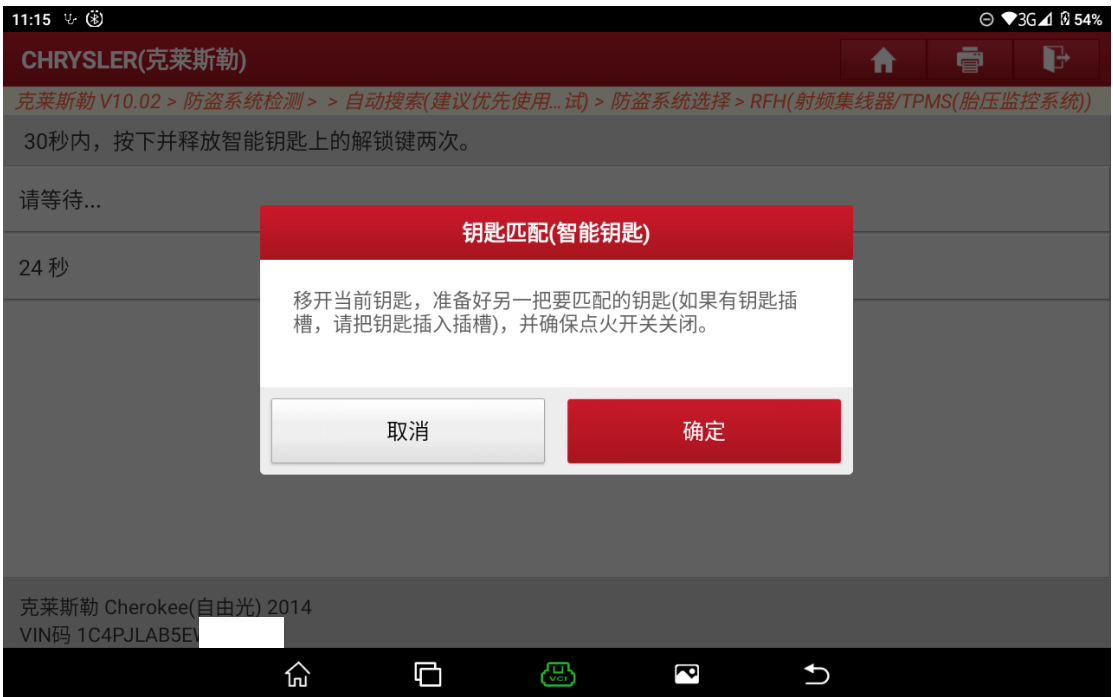 11:15 3G 54%
CHRYSLER(克莱斯勒)
克莱斯勒 V10.02 > 防盗系统检测 > > 自动搜索(建议优先使用...试) > 防盗系统选择 > RFH(射频集线器/TPMS(胎压监控系统))
30秒内，按下并释放智能钥匙上的解锁键两次。
请等待...
24 秒
钥匙匹配(智能钥匙)
移开当前钥匙，准备好另一把要匹配的钥匙(如果有钥匙插
槽，请把钥匙插入插槽)，并确保点火开关关闭。
取消 确定
克莱斯勒 Cherokee(自由光) 2014
VIN码 1C4PJLAB5E
VCI